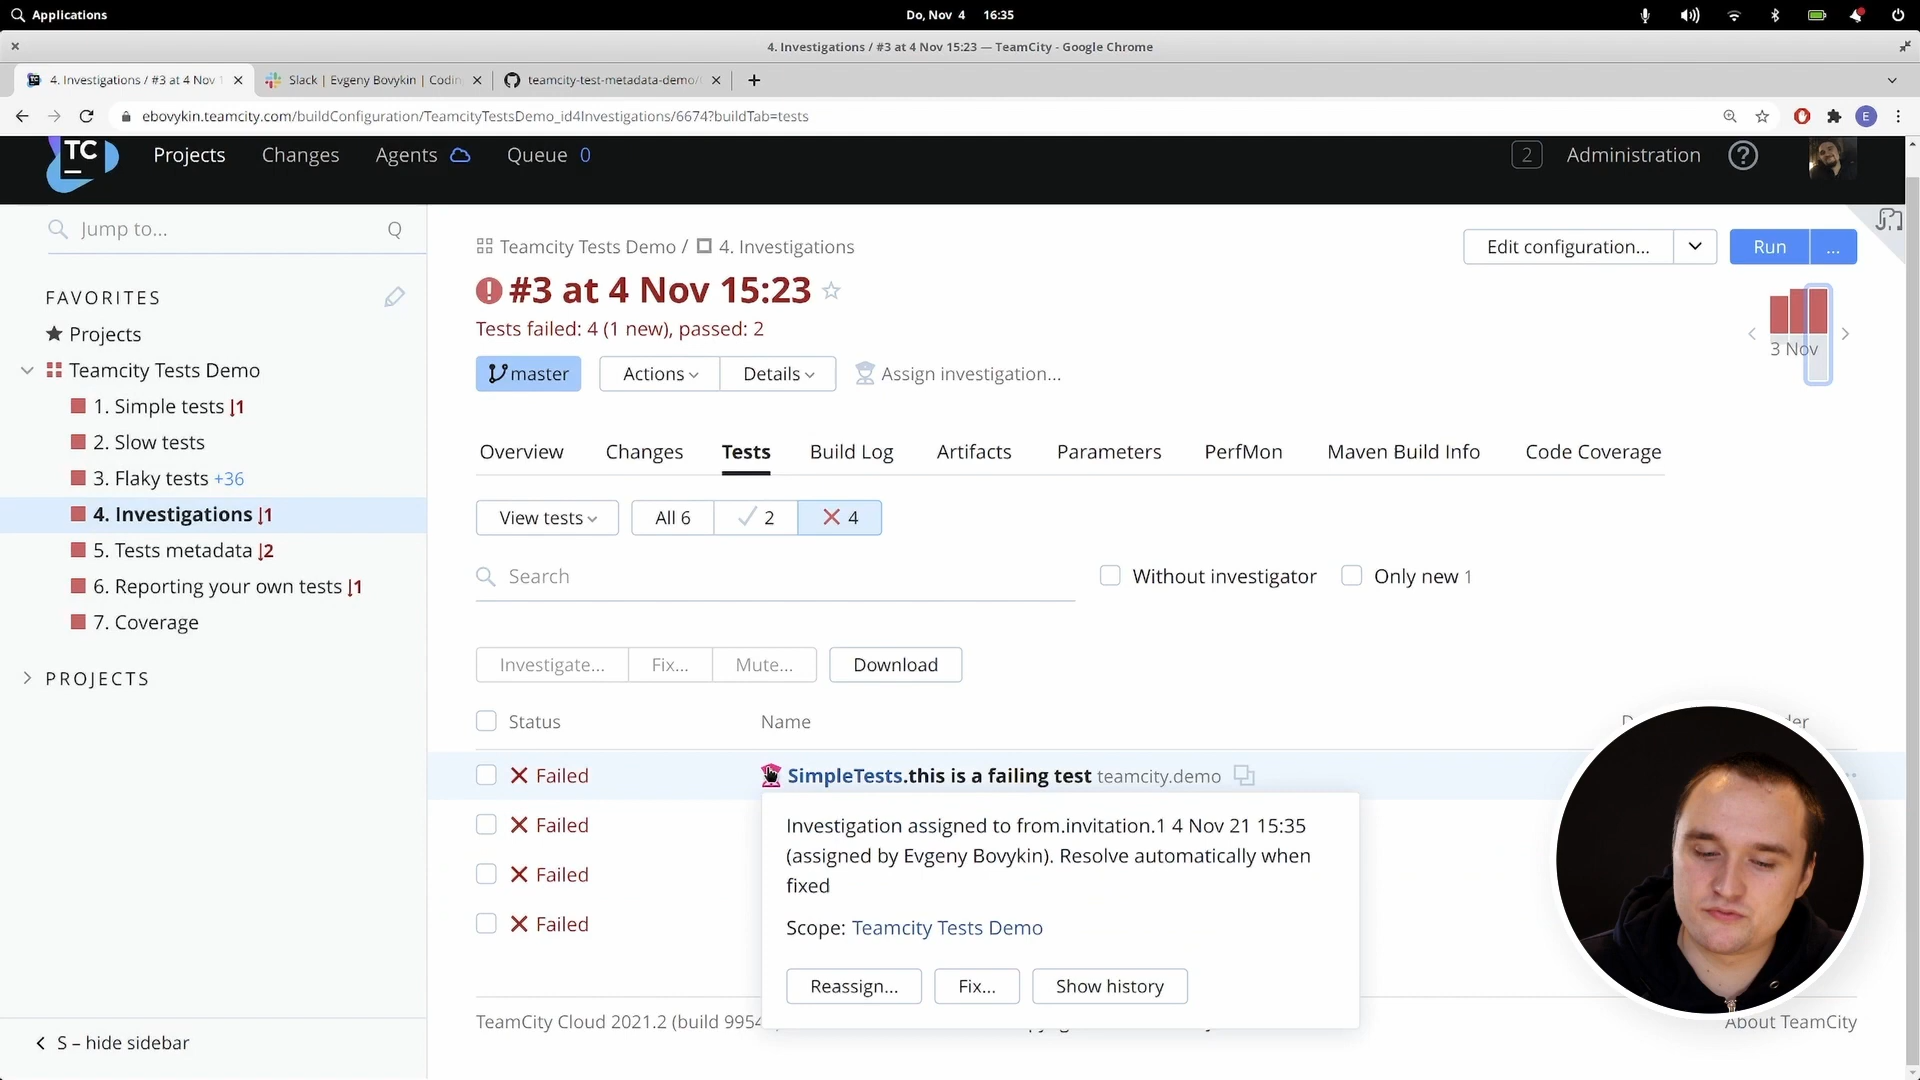 Applications
Do, Nov 4 16:35
4. Investigations / #3 at 4 Nov 15:23 — TeamCity - Google Chrome
4. Investigations / #3 at 4 Nov 1
Slack | Evgeny Bovykin | Codin
teamcity-test-metadata-demo/
ebovykin.teamcity.com/buildConfiguration/TeamcityTestsDemo_id4Investigations/6674?buildTab=tests
E
TC
Projects
Changes
Agents
Queue 0
2
Administration
Jump to...
Q
Teamcity Tests Demo / 4. Investigations
Edit configuration...
Run
...
#3 at 4 Nov 15:23
Tests failed: 4 (1 new), passed: 2
3 Nov
master
Actions
Details
Assign investigation...
FAVORITES
Projects
Teamcity Tests Demo
1. Simple tests 1
2. Slow tests
3. Flaky tests +36
4. Investigations 1
5. Tests metadata 2
6. Reporting your own tests 1
7. Coverage
PROJECTS
S – hide sidebar
Overview
Changes
Tests
Build Log
Artifacts
Parameters
PerfMon
Maven Build Info
Code Coverage
View tests
All 6
2
4
Search
Without investigator
Only new 1
Investigate...
Fix...
Mute...
Download
Status
Name
Failed
SimpleTests.this is a failing test teamcity.demo
Failed
Failed
Failed
Investigation assigned to from.invitation.1 4 Nov 21 15:35
(assigned by Evgeny Bovykin). Resolve automatically when
fixed
Scope: Teamcity Tests Demo
Reassign...
Fix...
Show history
TeamCity Cloud 2021.2 (build 9954
About TeamCity